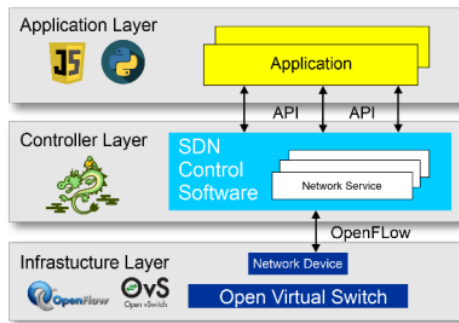 Application Layer
JS
Application
API
API
Controller Layer
SDN
Control
Software
Network Service
OpenFLow
Infrastucture Layer
Network Device
OpenFlow
OvS
Open vSwitch
Open Virtual Switch